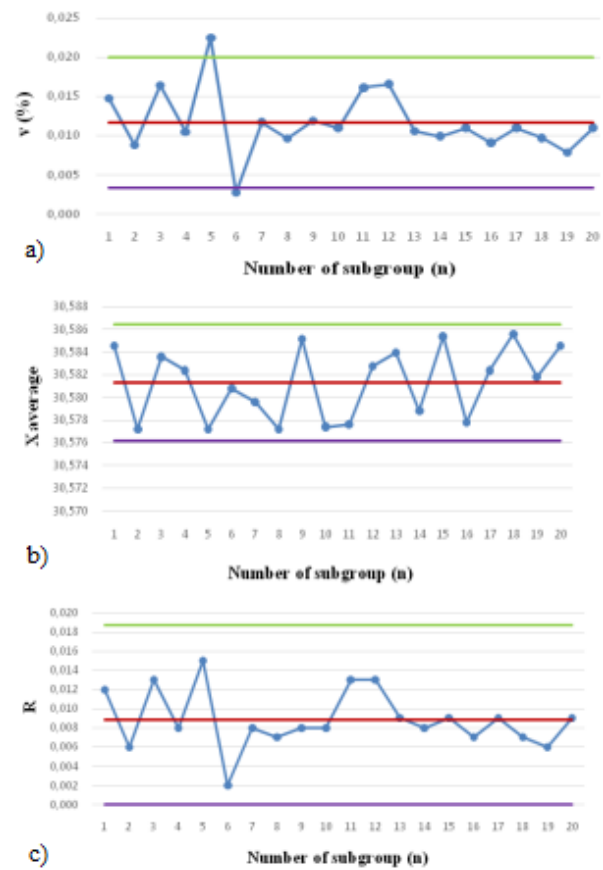 0,025
0,020
0,015
0,010
0,005
0,000
v (%)
1 2 3 4 5 6 7 8 9 10 11 12 13 14 15 16 17 18 19 20
a)
Number of subgroup (n)
30,588
30,586
30,584
30,582
30,580
30,578
30,576
30,574
30,572
30,570
Xaverage
1 2 3 4 5 6 7 8 9 10 11 12 13 14 15 16 17 18 19 20
b)
Number of subgroup (n)
0,020
0,018
0,016
0,014
0,012
0,010
0,008
0,006
0,004
0,002
0,000
R
1 2 3 4 5 6 7 8 9 10 11 12 13 14 15 16 17 18 19 20
c)
Number of subgroup (n)